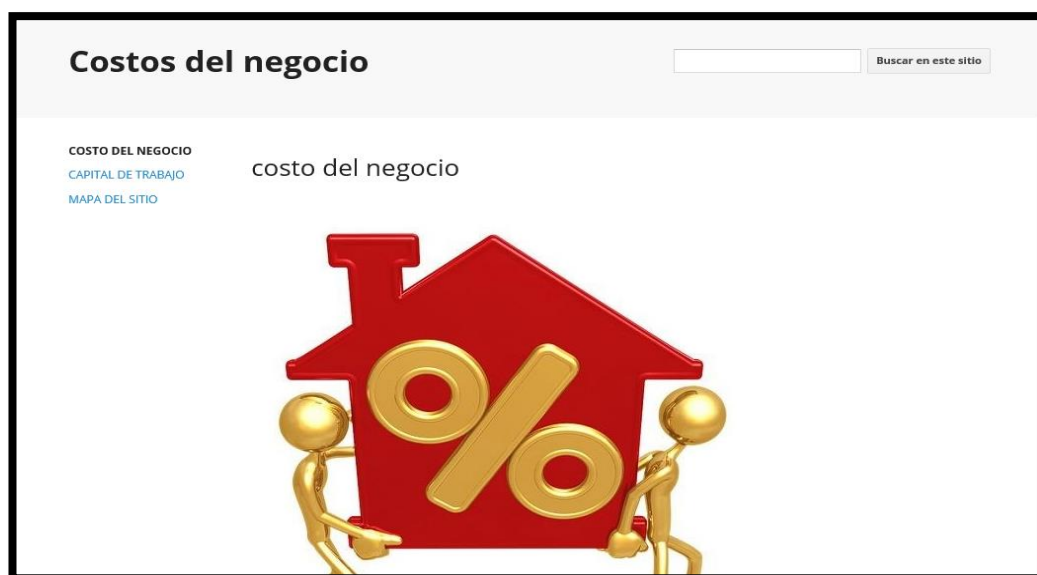 Costos del negocio
Buscar en este sitio
COSTO DEL NEGOCIO
CAPITAL DE TRABAJO
MAPA DEL SITIO
costo del negocio
%